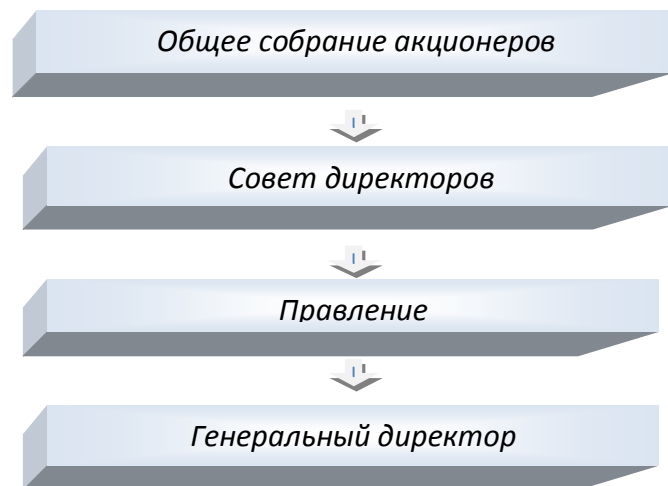 Общее собрание акционеров
Совет директоров
Правление
Генеральный директор